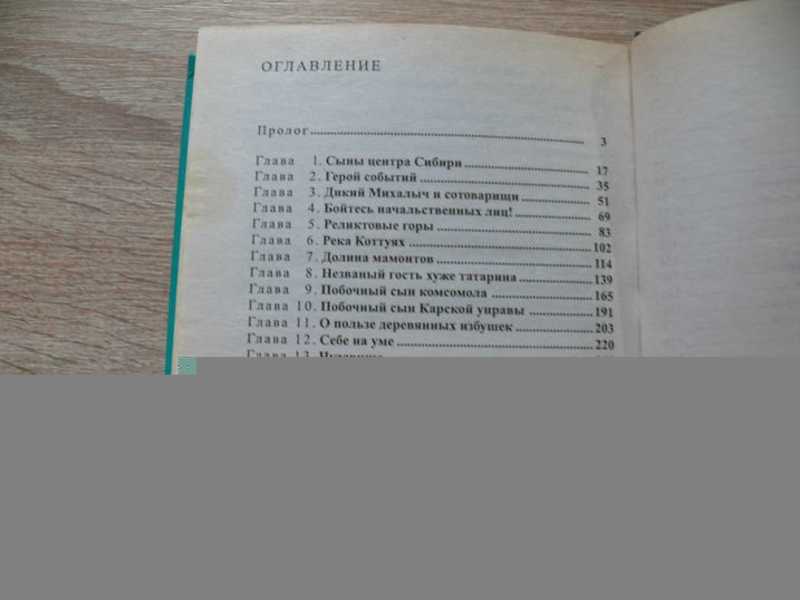 ОГЛАВЛЕНИЕ
Пролог 3
Глава 1. Сыны центра Сибири 17
Глава 2. Герой событий 35
Глава 3. Дикий Михалыч и сотоварищи 51
Глава 4. Бойтесь начальственных лиц! 69
Глава 5. Реликтовые горы 83
Глава 6. Река Коттуях 102
Глава 7. Долина мамонтов 114
Глава 8. Незваный гость хуже татарина 139
Глава 9. Побочный сын комсомола 165
Глава 10. Побочный сын Карской управы 191
Глава 11. О пользе деревянных избушек 203
Глава 12. Себе на уме 220
Глава 13.